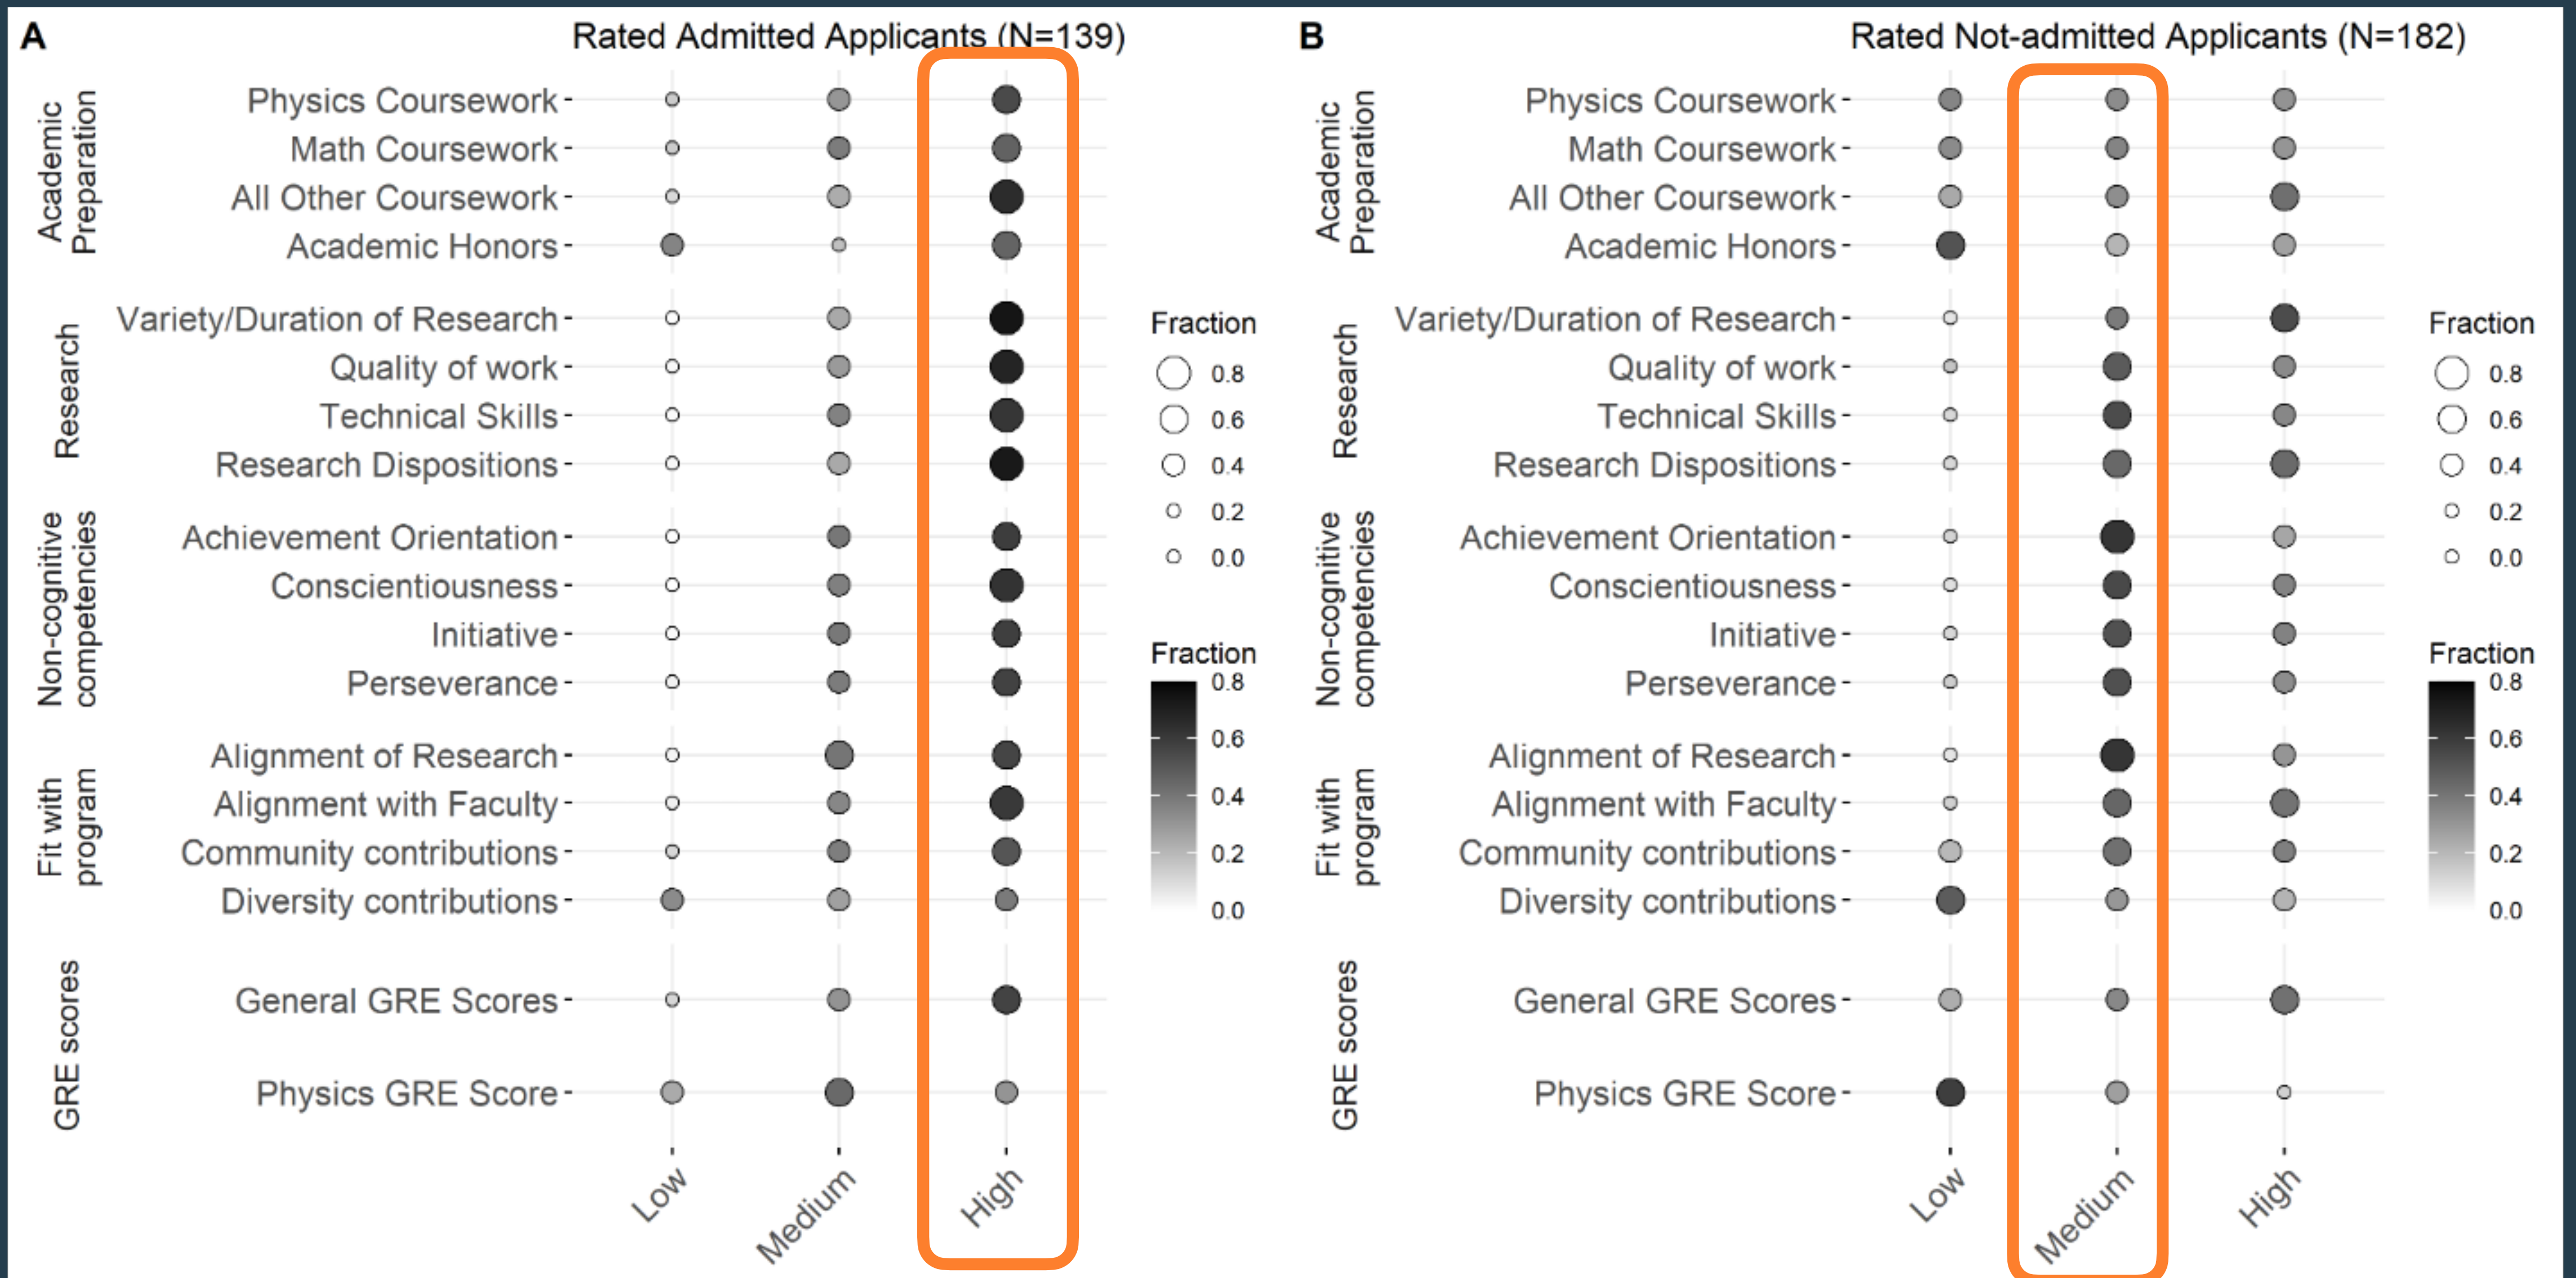 A
Rated Admitted Applicants (N=139)
Academic
Preparation
Physics Coursework
Math Coursework
All Other Coursework
Academic Honors
Research
Variety/Duration of Research
Quality of work
Technical Skills
Research Dispositions
Non-cognitive
competencies
Achievement Orientation
Conscientiousness
Initiative
Perseverance
Fit with
program
Alignment of Research
Alignment with Faculty
Community contributions
Diversity contributions
GRE scores
General GRE Scores
Physics GRE Score
Low
Medium
High
Fraction
0.8
0.6
0.4
0.2
0.0
Fraction
0.8
0.6
0.4
0.2
0.0
B
Rated Not-admitted Applicants (N=182)
Academic
Preparation
Physics Coursework
Math Coursework
All Other Coursework
Academic Honors
Research
Variety/Duration of Research
Quality of work
Technical Skills
Research Dispositions
Non-cognitive
competencies
Achievement Orientation
Conscientiousness
Initiative
Perseverance
Fit with
program
Alignment of Research
Alignment with Faculty
Community contributions
Diversity contributions
GRE scores
General GRE Scores
Physics GRE Score
Low
Medium
High
Fraction
0.8
0.6
0.4
0.2
0.0
Fraction
0.8
0.6
0.4
0.2
0.0